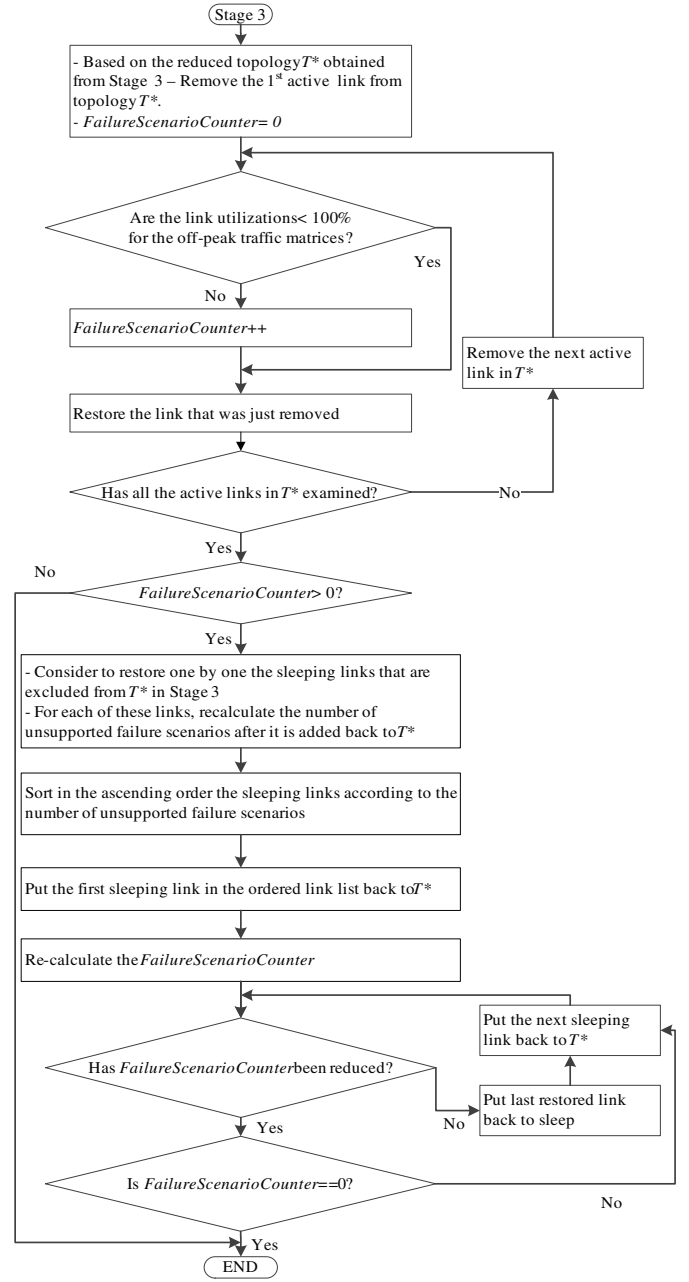 Stage 3
- Based on the reduced topology T* obtained
from Stage 3 – Remove the 1st active link from
topology T*.
- FailureScenarioCounter= 0
Are the link utilizations< 100%
for the off-peak traffic matrices?
Yes
No
FailureScenarioCounter++
Remove the next active
link in T*
Restore the link that was just removed
Has all the active links in T* examined?
No
Yes
No
FailureScenarioCounter> 0?
Yes
- Consider to restore one by one the sleeping links that are
excluded from T* in Stage 3
- For each of these links, recalculate the number of
unsupported failure scenarios after it is added back to T*
Sort in the ascending order the sleeping links according to the
number of unsupported failure scenarios
Put the first sleeping link in the ordered link list back to T*
Re-calculate the FailureScenarioCounter
Put the next sleeping
link back to T*
Has FailureScenarioCounter been reduced?
Put last restored link
back to sleep
No
Yes
Is FailureScenarioCounter==0?
No
Yes
END